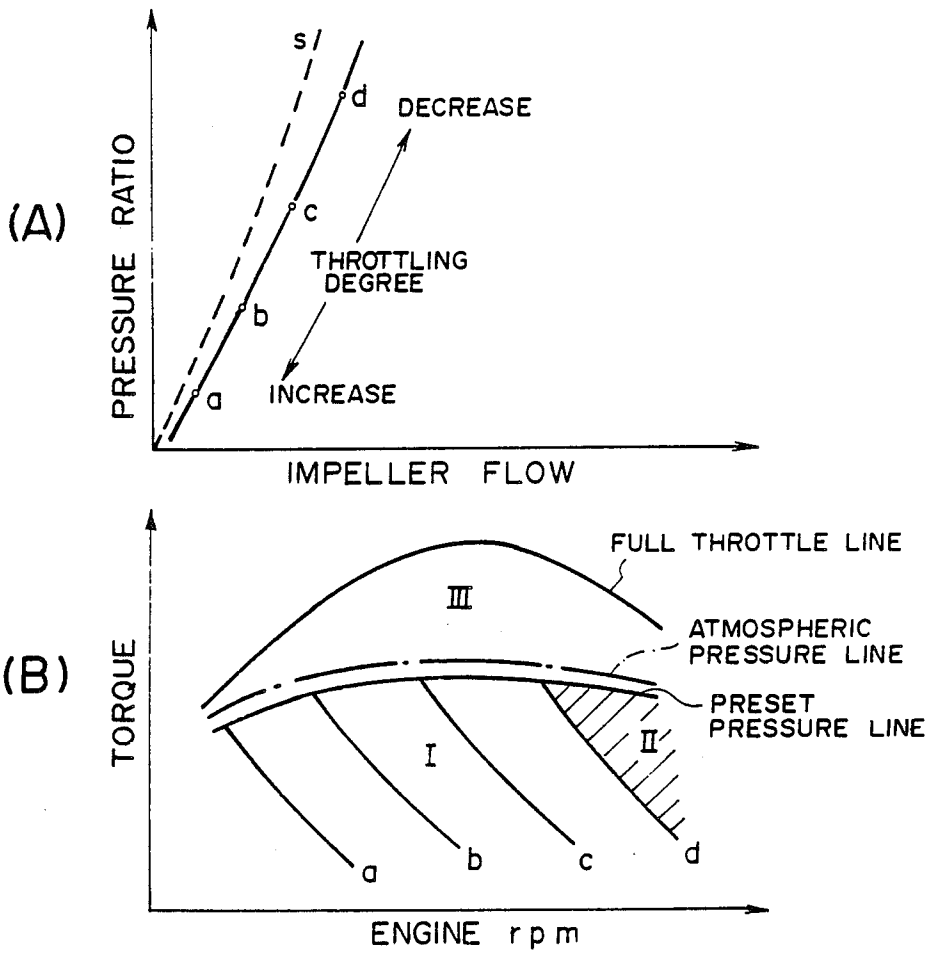 (A)
PRESSURE RATIO
s
d
DECREASE
c
THROTTLING
DEGREE
b
a
INCREASE
IMPELLER FLOW
(B)
TORQUE
FULL THROTTLE LINE
III
ATMOSPHERIC
PRESSURE LINE
PRESET
PRESSURE LINE
I
II
a
b
c
d
ENGINE rpm